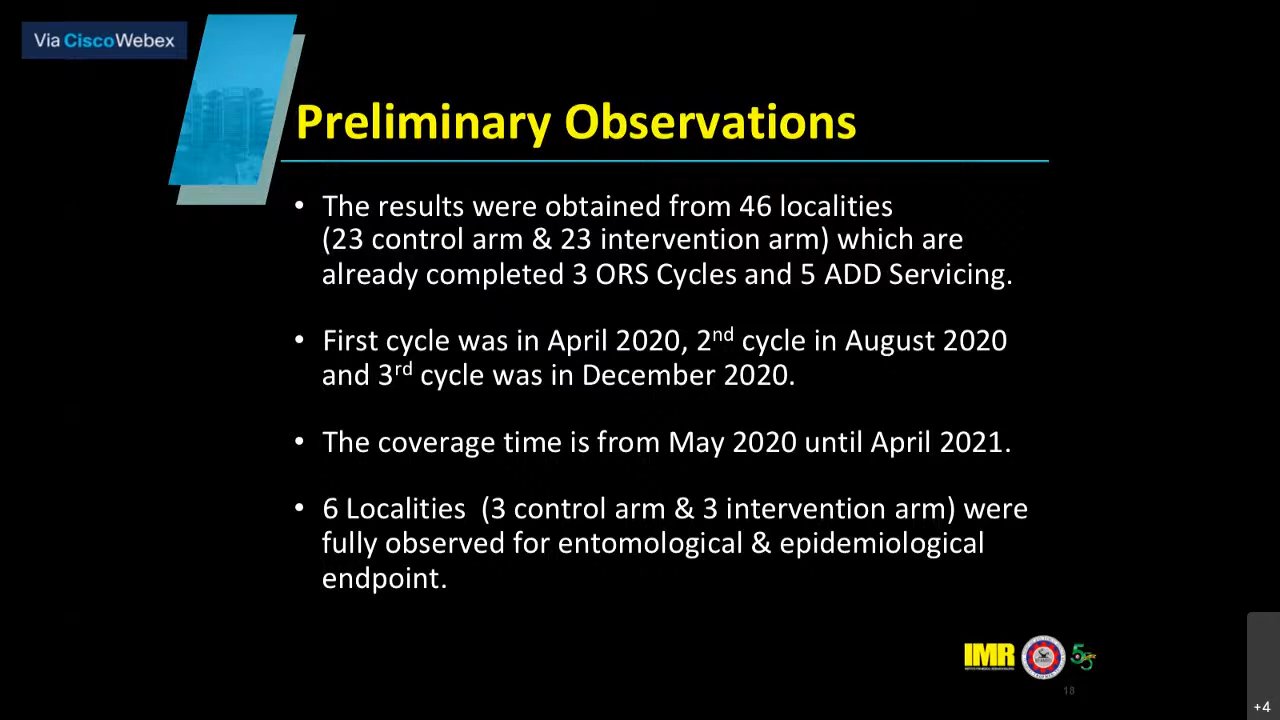 Via CiscoWebex
Preliminary Observations
• The results were obtained from 46 localities
(23 control arm & 23 intervention arm) which are
already completed 3 ORS Cycles and 5 ADD Servicing.
• First cycle was in April 2020, 2nd cycle in August 2020
and 3rd cycle was in December 2020.
• The coverage time is from May 2020 until April 2021.
• 6 Localities (3 control arm & 3 intervention arm) were
fully observed for entomological & epidemiological
endpoint.
IMR
18
+4